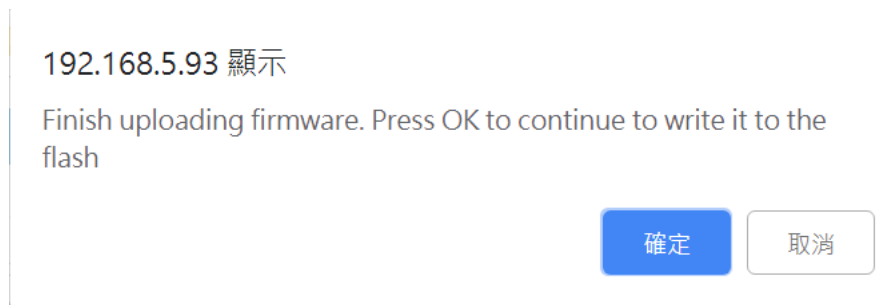 192.168.5.93 顯示
Finish uploading firmware. Press OK to continue to write it to the
flash
確定
取消